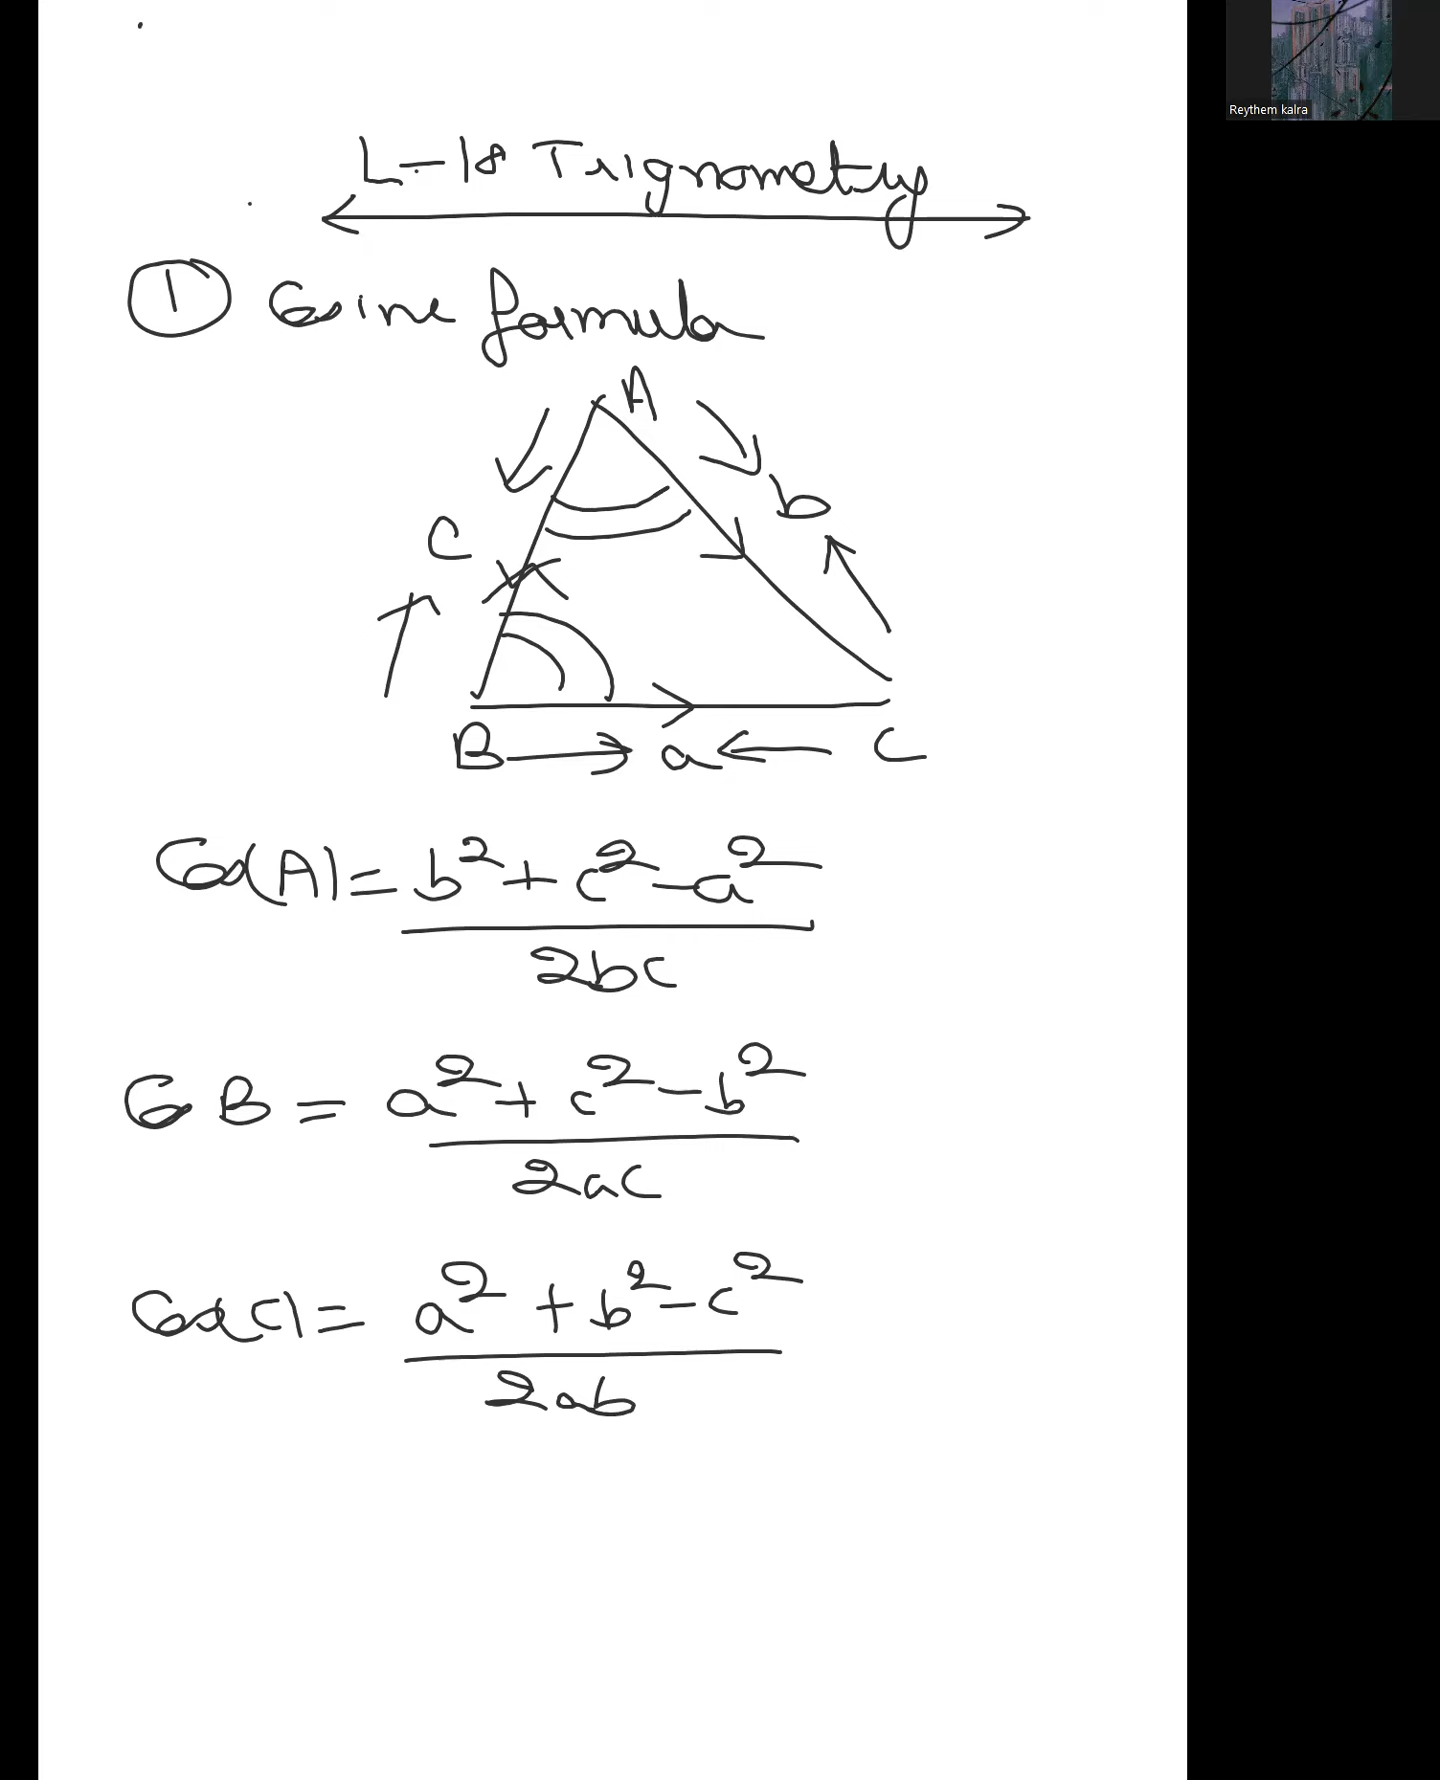 Reythem kalra
L-18 Trignometry
① Cosine formula
A
b
C
B → a ← C
Cos(A) = b² + c² - a²
2bc
Cos B = a² + c² - b²
2ac
Cos(C) = a² + b² - c²
2ab